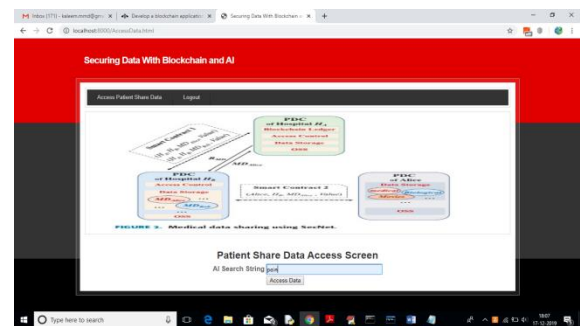 Inbox (171) - kaleem.mmd@gm
Develop a blockchain applicatio
Securing Data With Blockchain
localhost:8000/AccessData.html
Securing Data With Blockchain and AI
Access Patient Share Data Logout
PDC
of Hospital
Blockchain Ledger
Access Control
Data Storage
OSS
Smart Contract 1
PDC
of Hospital
Access Control
Data Storage
OSS
Smart Contract 2
PDC
of Alice
Data Storage
OSS
FIGURE 2. Medical data sharing using SecNet.
Patient Share Data Access Screen
AI Search String pain
Access Data
Type here to search
18:07
17-12-2019